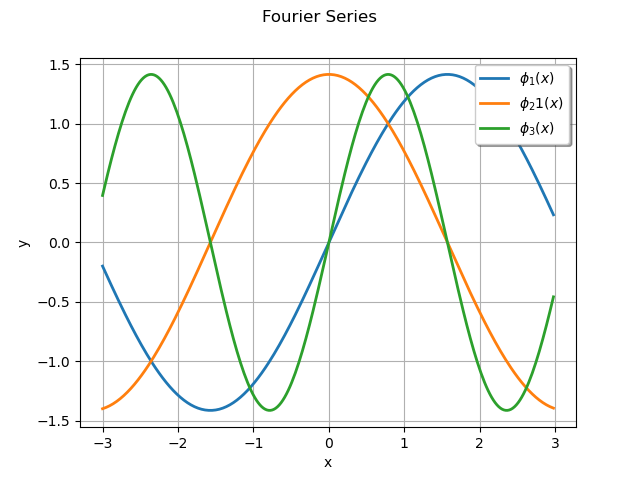 Fourier Series
1.5
1.0
0.5
0.0
−0.5
−1.0
−1.5
y
−3 −2 −1 0 1 2 3
x
ϕ₁(x)
ϕ₂1(x)
ϕ₃(x)